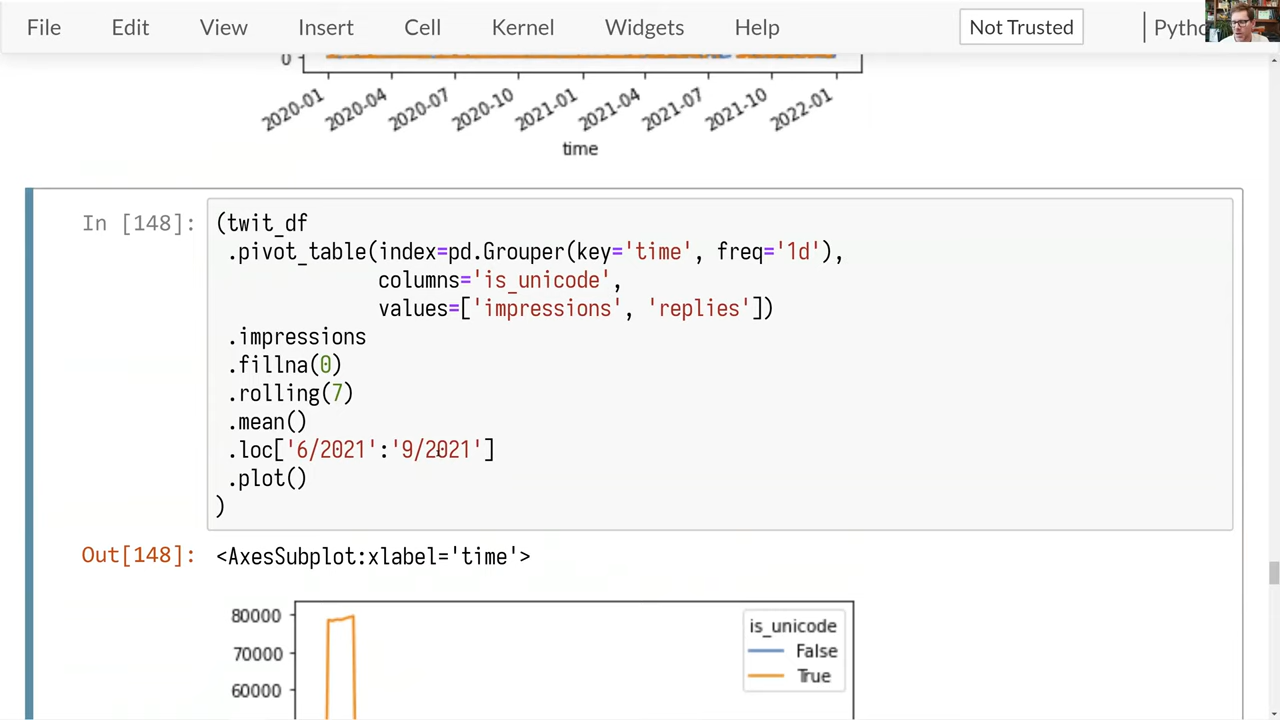 File Edit View Insert Cell Kernel Widgets Help Not Trusted
0
2020-01 2020-04 2020-07 2020-10 2021-01 2021-04 2021-07 2021-10 2022-01
time
In [148]: (twit_df
.pivot_table(index=pd.Grouper(key='time', freq='1d'),
columns='is_unicode',
values=['impressions', 'replies'])
.impressions
.fillna(0)
.rolling(7)
.mean()
.loc['6/2021':'9/2021']
.plot()
)
Out[148]: <AxesSubplot:xlabel='time'>
80000
is_unicode
70000
False
True
60000